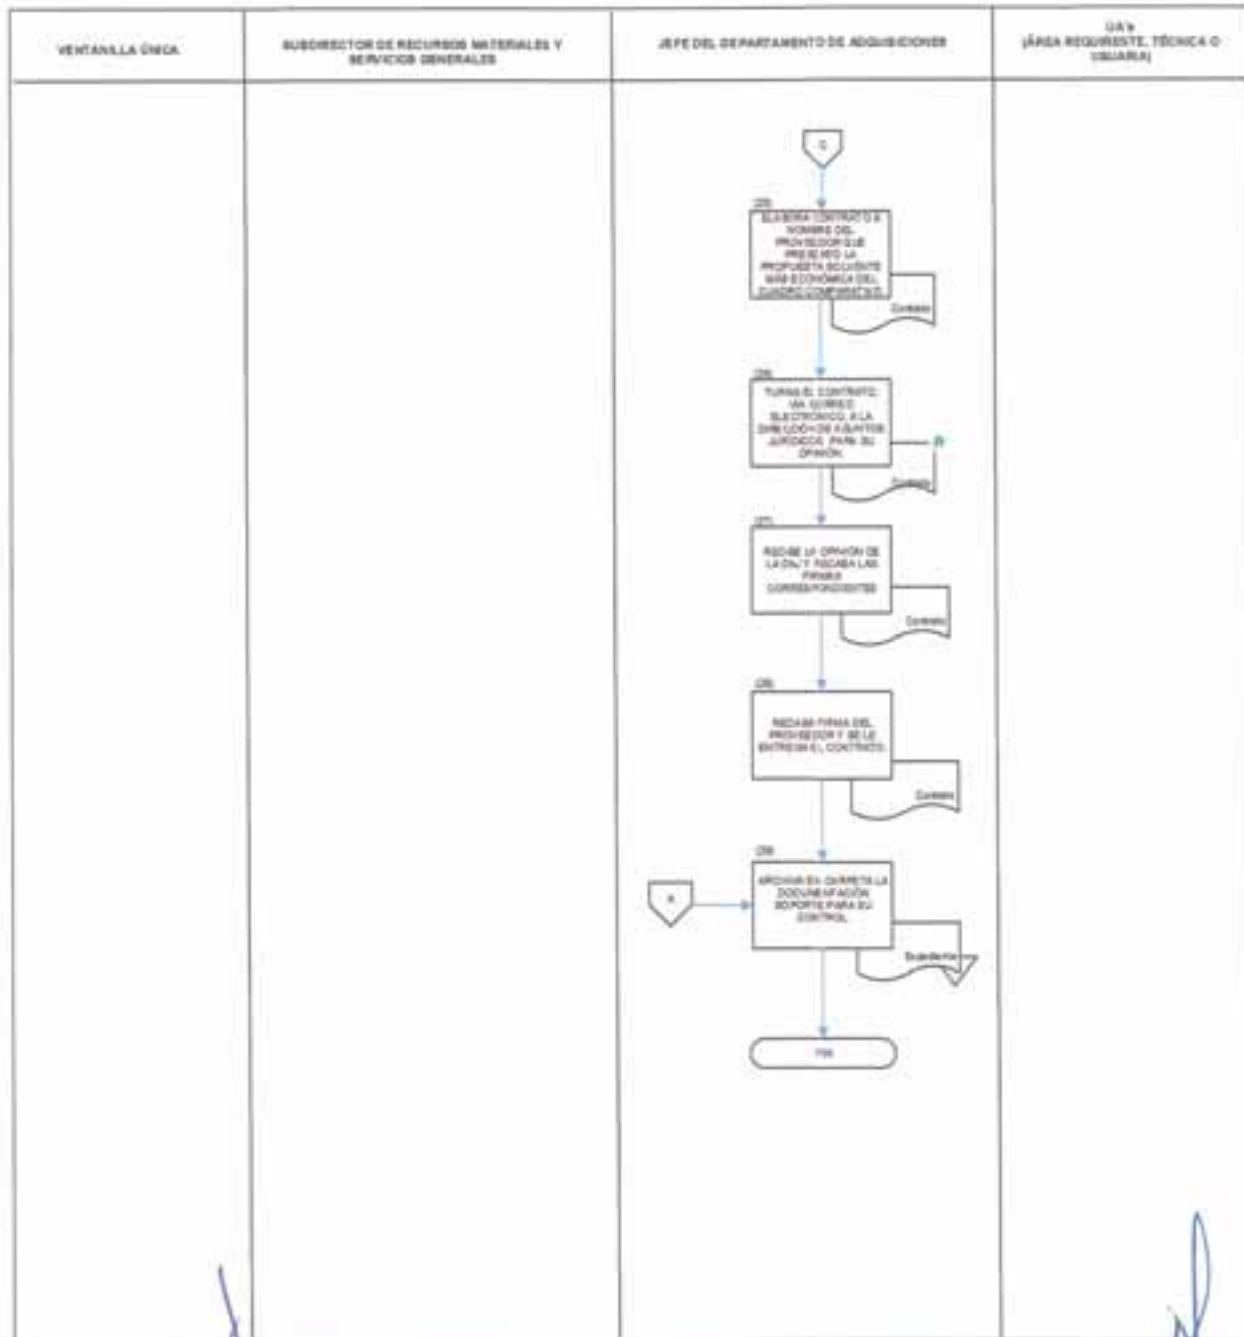 VENTANILLA ÚNICA
SUBDIRECTOR DE RECURSOS MATERIALES Y
SERVICIOS GENERALES
JEFE DEL DEPARTAMENTO DE ADQUISICIONES
UA's
(ÁREA REQUIRENTE, TÉCNICA O
USUARIA)
C
ELABORA CONTRATO A
NOMBRE DEL
PROVEEDOR QUE
PRESENTÓ LA
PROPUESTA SOLVENTE
MÁS ECONÓMICA DEL
CUADRO COMPARATIVO
Contrato
TURNA EL CONTRATO,
VIA CORREO
ELECTRÓNICO, A LA
DIRECCIÓN DE ASUNTOS
JURÍDICOS PARA SU
OPINIÓN
Contrato
(27)
RECIBE LA OPINIÓN DE
LA DAJ Y RECABA LAS
FIRMAS
CORRESPONDIENTES
Contrato
(28)
RECABA FIRMA DEL
PROVEEDOR Y SE LE
ENTREGA EL CONTRATO.
Contrato
(29)
ARCHIVA EN CARPETA LA
DOCUMENTACIÓN
SOPORTE PARA SU
CONTROL
A
Expediente
FIN